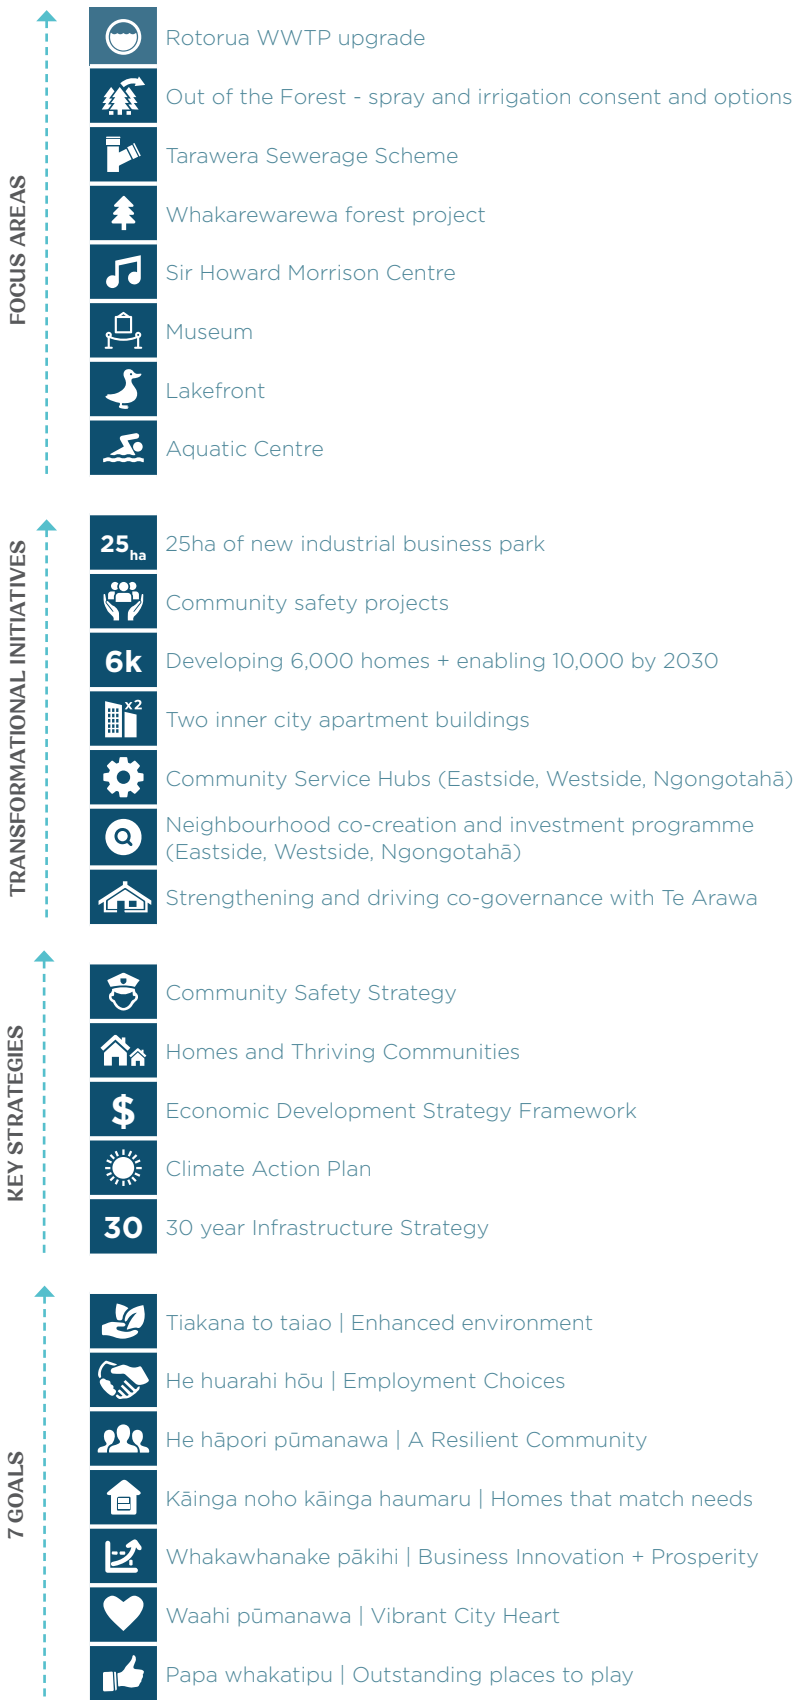 FOCUS AREAS
Rotorua WWTP upgrade
Out of the Forest - spray and irrigation consent and options
Tarawera Sewerage Scheme
Whakarewarewa forest project
Sir Howard Morrison Centre
Museum
Lakefront
Aquatic Centre
TRANSFORMATIONAL INITIATIVES
25ha
25ha of new industrial business park
Community safety projects
6k
Developing 6,000 homes + enabling 10,000 by 2030
x2
Two inner city apartment buildings
Community Service Hubs (Eastside, Westside, Ngongotahā)
Neighbourhood co-creation and investment programme
(Eastside, Westside, Ngongotahā)
Strengthening and driving co-governance with Te Arawa
KEY STRATEGIES
Community Safety Strategy
Homes and Thriving Communities
$
Economic Development Strategy Framework
Climate Action Plan
30
30 year Infrastructure Strategy
7 GOALS
Tiakana to taiao | Enhanced environment
He huarahi hōu | Employment Choices
He hāpori pūmanawa | A Resilient Community
Kāinga noho kāinga haumaru | Homes that match needs
Whakawhanake pākihi | Business Innovation + Prosperity
Waahi pūmanawa | Vibrant City Heart
Papa whakatipu | Outstanding places to play